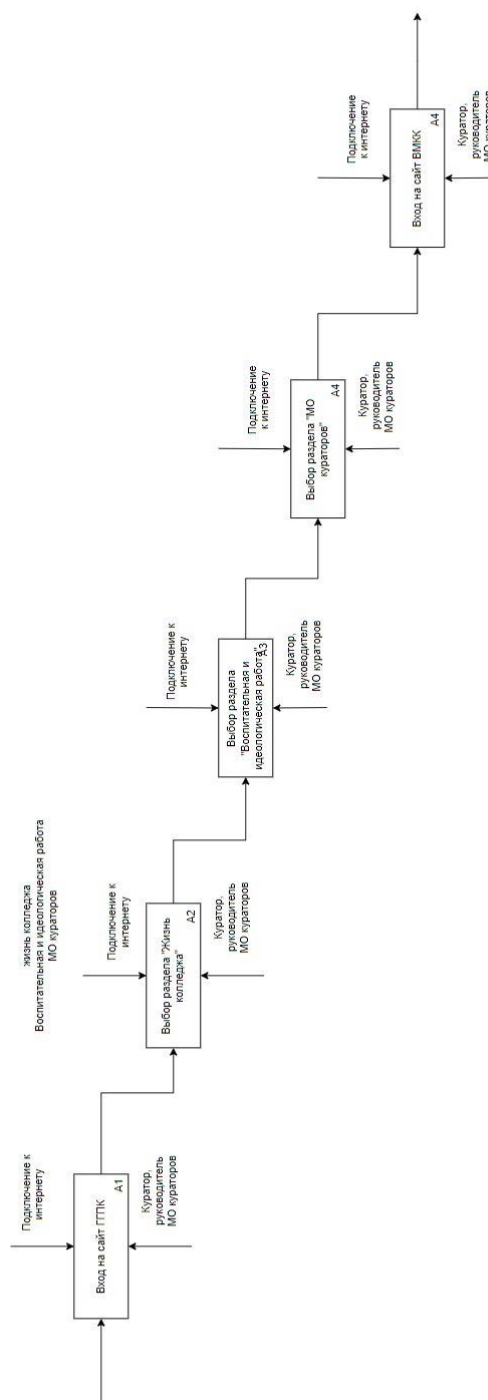 Подключение к
интернету
Вход на сайт ГГПК
A1
Куратор,
руководитель
МО кураторов
жизнь колледжа
Воспитательная и идеологическая работа
МО кураторов
Подключение к
интернету
Выбор раздела "Жизнь
колледжа"
A2
Куратор,
руководитель
МО кураторов
Подключение к
интернету
Выбор раздела
"Воспитательная и
идеологическая работа"
A3
Куратор,
руководитель
МО кураторов
Подключение
к интернету
Выбор раздела "МО
кураторов"
A4
Куратор,
руководитель
МО кураторов
Подключение
к интернету
Вход на сайт ВМКК
A4
Куратор,
руководитель
МО кураторов